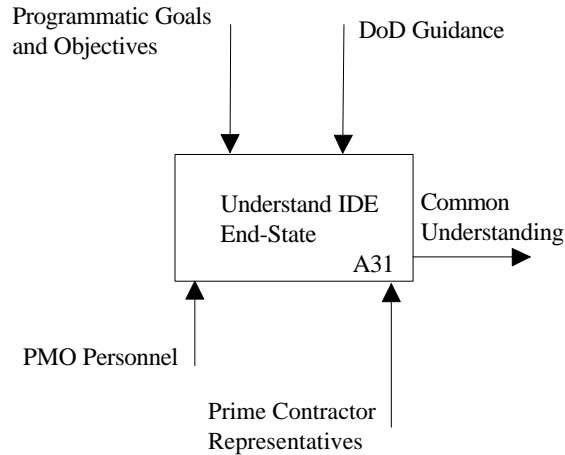 Programmatic Goals
and Objectives
DoD Guidance
Understand IDE
End-State
A31
Common
Understanding
PMO Personnel
Prime Contractor
Representatives